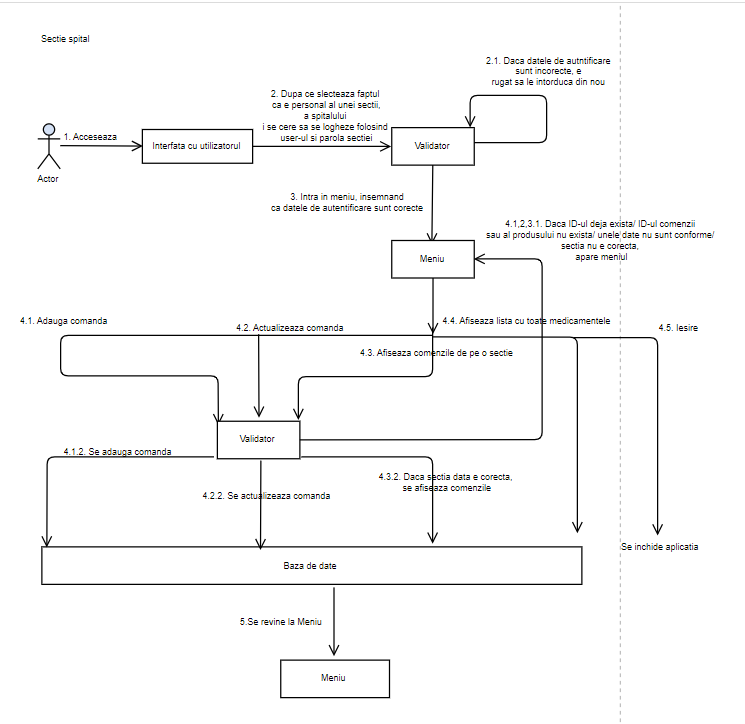 Sectie spital
2.1. Daca datele de autntificare
sunt incorecte, e
rugat sa le intorduca din nou
2. Dupa ce slecteaza faptul
ca e personal al unei sectii,
a spitalului
i se cere sa se logheze folosind
user-ul si parola sectiei
1. Acceseaza
Interfata cu utilizatorul
Validator
Actor
3. Intra in meniu, insemnand
ca datele de autentificare sunt corecte
4.1,2,3.1. Daca ID-ul deja exista/ ID-ul comenzii
sau al produsului nu exista/ unele date nu sunt conforme/
sectia nu e corecta,
apare meniul
Meniu
4.1. Adauga comanda
4.2. Actualizeaza comanda
4.4. Afiseaza lista cu toate medicamentele
4.5. Iesire
4.3. Afiseaza comenzile de pe o sectie
Validator
4.1.2. Se adauga comanda
4.3.2. Daca sectia data e corecta,
se afiseaza comenzile
4.2.2. Se actualizeaza comanda
Se inchide aplicatia
Baza de date
5.Se revine la Meniu
Meniu